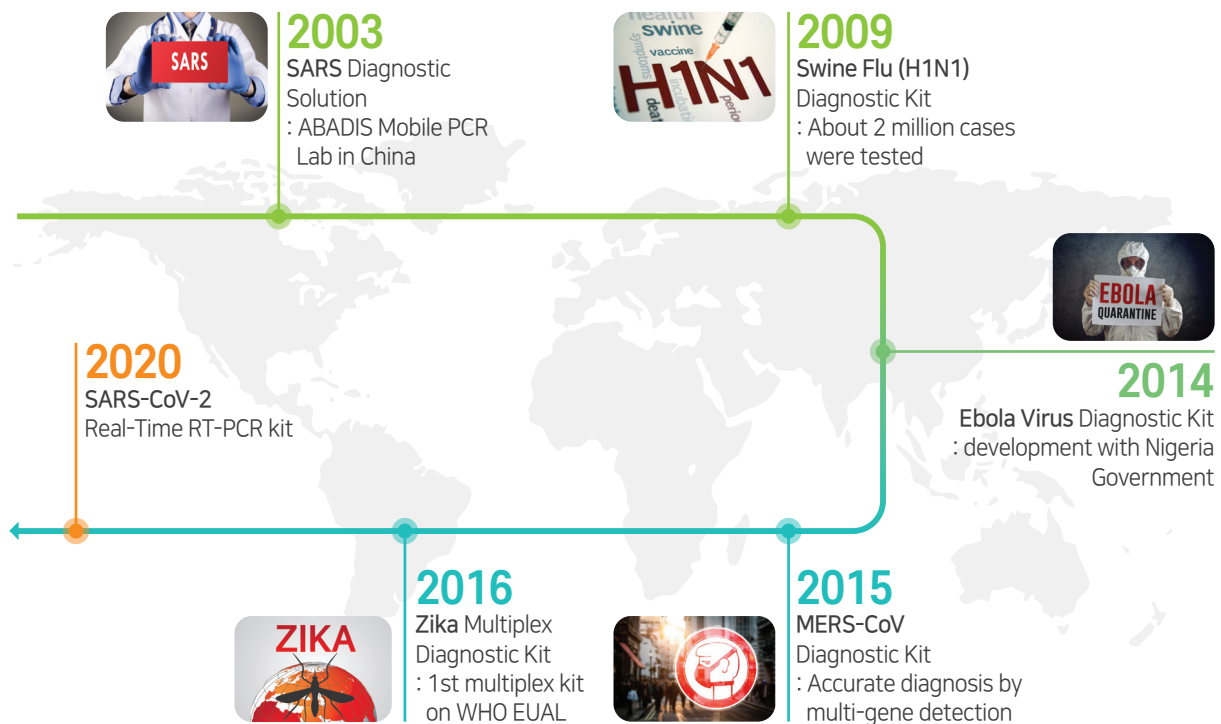 2003
SARS Diagnostic
Solution
: ABADIS Mobile PCR
Lab in China
SARS
2009
Swine Flu (H1N1)
Diagnostic Kit
: About 2 million cases
were tested
health
swine
symptoms
vaccine
H1N1
EBOLA
QUARANTINE
2014
Ebola Virus Diagnostic Kit
: development with Nigeria
Government
2015
MERS-CoV
Diagnostic Kit
: Accurate diagnosis by
multi-gene detection
2016
Zika Multiplex
Diagnostic Kit
: 1st multiplex kit
on WHO EUAL
ZIKA
2020
SARS-CoV-2
Real-Time RT-PCR kit